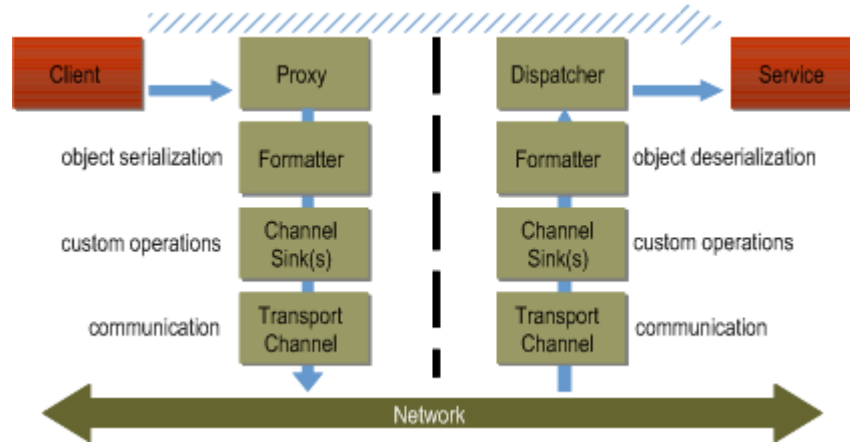 Client
Proxy
Dispatcher
Service
object serialization
Formatter
Formatter
object deserialization
custom operations
Channel
Sink(s)
Channel
Sink(s)
custom operations
communication
Transport
Channel
Transport
Channel
communication
Network